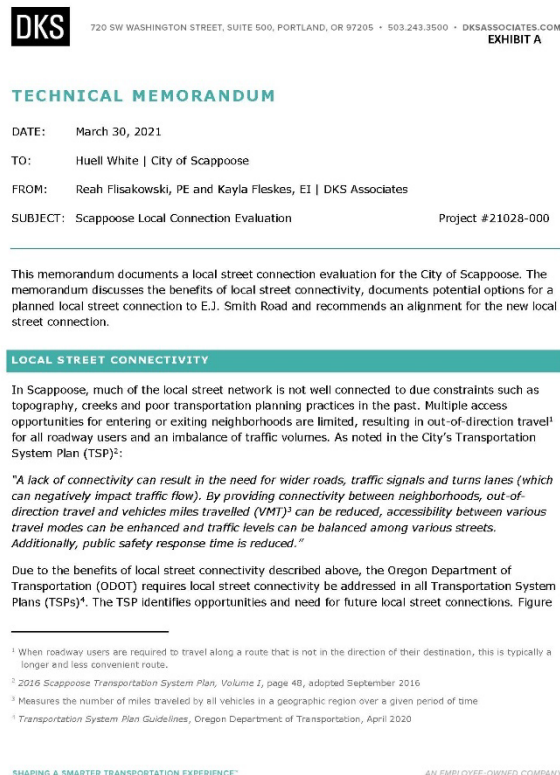 DKS
720 SW WASHINGTON STREET, SUITE 500, PORTLAND, OR 97205 • 503.243.3500 • DKSASSOCIATES.COM
EXHIBIT A
TECHNICAL MEMORANDUM
DATE: March 30, 2021
TO: Huell White | City of Scappoose
FROM: Reah Flisakowski, PE and Kayla Fleskes, EI | DKS Associates
SUBJECT: Scappoose Local Connection Evaluation Project #21028-000
This memorandum documents a local street connection evaluation for the City of Scappoose. The
memorandum discusses the benefits of local street connectivity, documents potential options for a
planned local street connection to E.J. Smith Road and recommends an alignment for the new local
street connection.
LOCAL STREET CONNECTIVITY
In Scappoose, much of the local street network is not well connected to due constraints such as
topography, creeks and poor transportation planning practices in the past. Multiple access
opportunities for entering or exiting neighborhoods are limited, resulting in out-of-direction travel¹
for all roadway users and an imbalance of traffic volumes. As noted in the City's Transportation
System Plan (TSP)²:
"A lack of connectivity can result in the need for wider roads, traffic signals and turns lanes (which
can negatively impact traffic flow). By providing connectivity between neighborhoods, out-of-
direction travel and vehicles miles travelled (VMT)³ can be reduced, accessibility between various
travel modes can be enhanced and traffic levels can be balanced among various streets.
Additionally, public safety response time is reduced."
Due to the benefits of local street connectivity described above, the Oregon Department of
Transportation (ODOT) requires local street connectivity be addressed in all Transportation System
Plans (TSPs)⁴. The TSP identifies opportunities and need for future local street connections. Figure
¹ When roadway users are required to travel along a route that is not in the direction of their destination, this is typically a
longer and less convenient route.
² 2016 Scappoose Transportation System Plan, Volume I, page 48, adopted September 2016
³ Measures the number of miles traveled by all vehicles in a geographic region over a given period of time
⁴ Transportation System Plan Guidelines, Oregon Department of Transportation, April 2020
SHAPING A SMARTER TRANSPORTATION EXPERIENCE™ AN EMPLOYEE-OWNED COMPANY